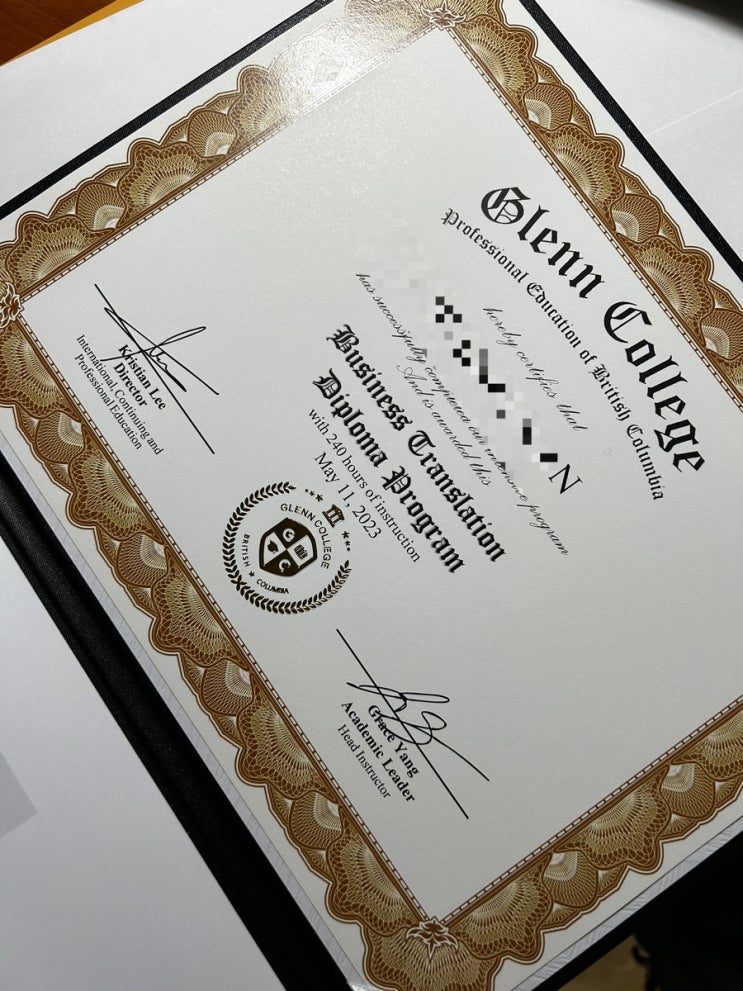 Glenn College
Professional Education of British Columbia
hereby certifies that
N
has successfully completed an intensive program
And is awarded this
Business Translation
Diploma Program
with 240 hours of instruction
May 11, 2023
GLENN COLLEGE
BRITISH ★ COLUMBIA
Kristian Lee
Director
International, Continuing and
Professional Education
Grace Yang
Academic Leader
Head Instructor